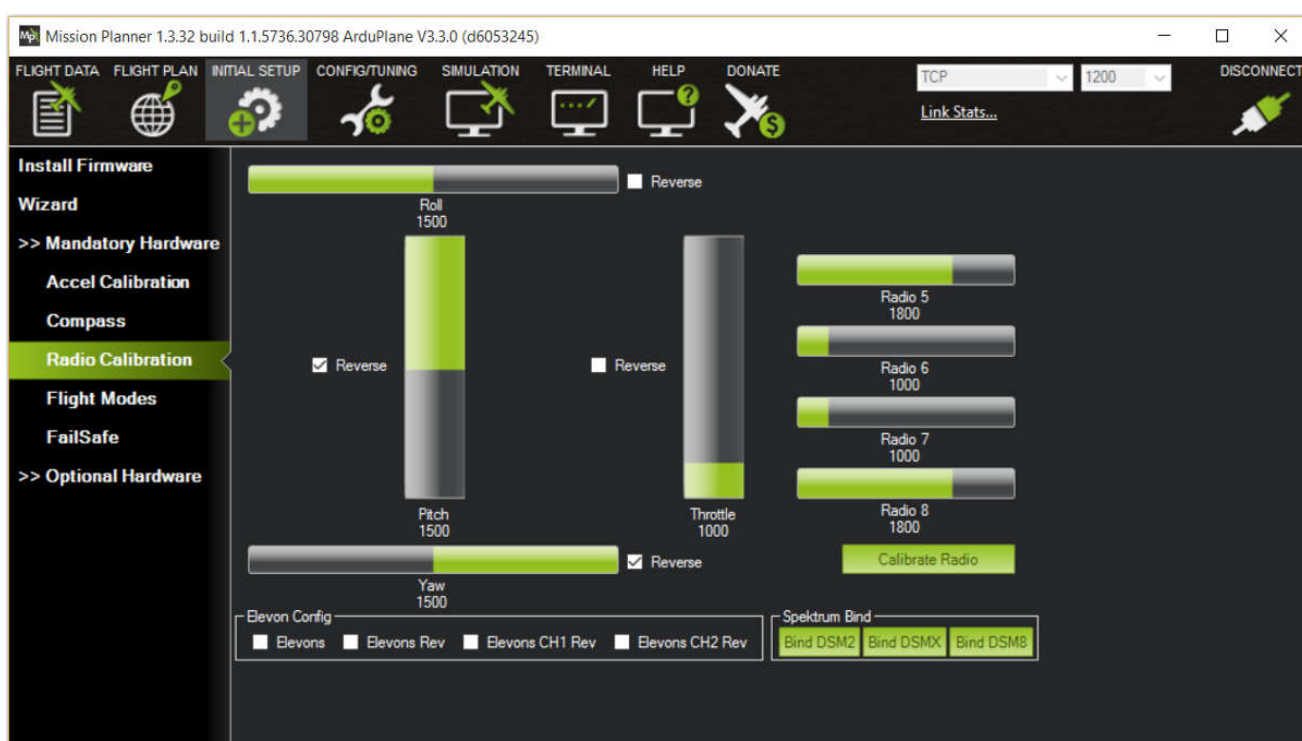 Mission Planner 1.3.32 build 1.1.5736.30798 ArduPlane V3.3.0 (d6053245)
FLIGHT DATA FLIGHT PLAN INITIAL SETUP CONFIG/TUNING SIMULATION TERMINAL HELP DONATE TCP 1200 DISCONNECT
Link Stats...
Install Firmware
Wizard
>> Mandatory Hardware
Accel Calibration
Compass
Radio Calibration
Flight Modes
FailSafe
>> Optional Hardware
Reverse
Roll
1500
Reverse
Pitch
1500
Reverse
Throttle
1000
Reverse
Yaw
1500
Radio 5
1800
Radio 6
1000
Radio 7
1000
Radio 8
1800
Calibrate Radio
Elevon Config
Elevons Elevons Rev Elevons CH1 Rev Elevons CH2 Rev
Spektrum Bind
Bind DSM2 Bind DSMX Bind DSM8